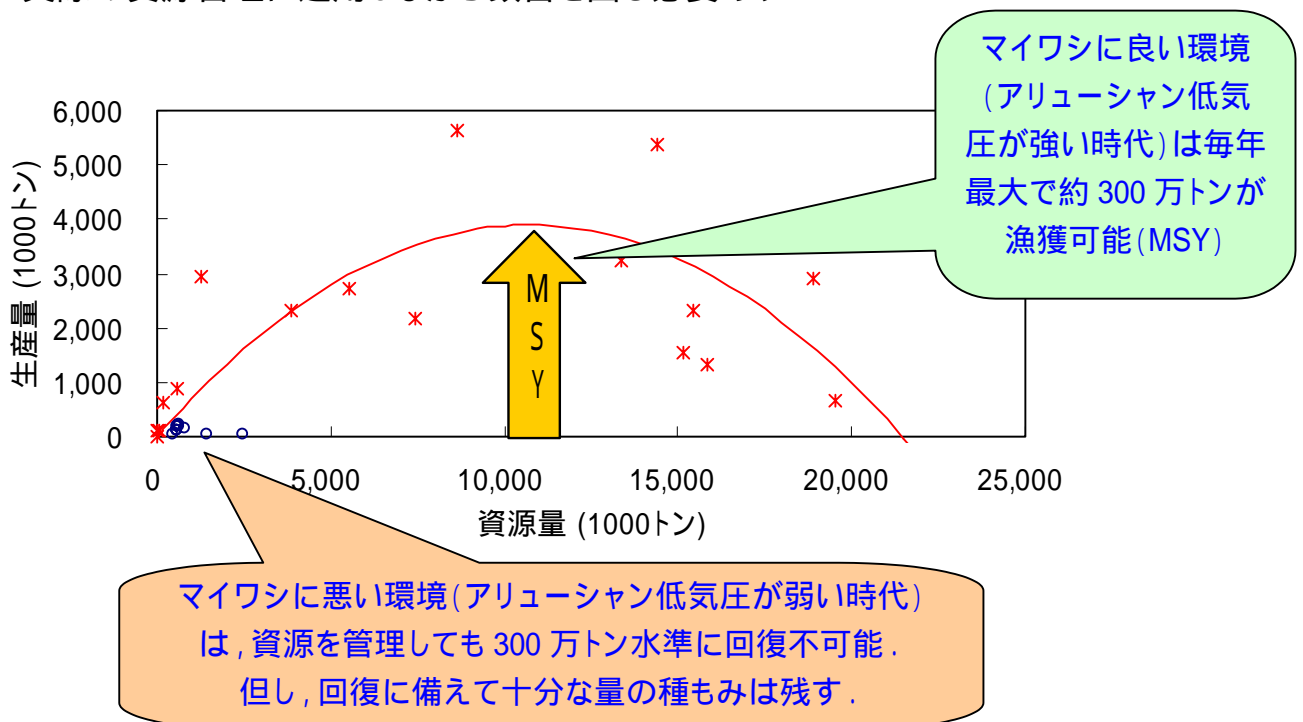 マイワシに良い環境
(アリューシャン低気
圧が強い時代)は毎年
最大で約 300 万トンが
漁獲可能(MSY)
6,000
5,000
4,000
3,000
2,000
1,000
0
生産量 (1000トン)
M
S
Y
0
5,000
10,000
15,000
20,000
25,000
資源量 (1000トン)
マイワシに悪い環境(アリューシャン低気圧が弱い時代)
は,資源を管理しても 300 万トン水準に回復不可能.
但し,回復に備えて十分な量の種もみは残す.